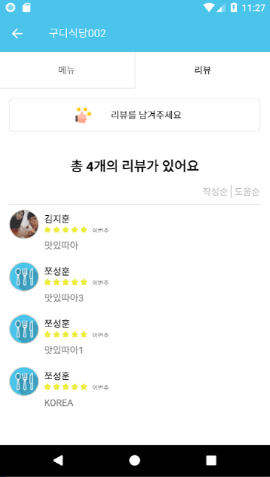 11:27
구디식당002
메뉴 리뷰
리뷰를 남겨주세요
총 4개의 리뷰가 있어요
작성순 | 도움순
김지훈
이번주
맛있따아
쪼성훈
이번주
맛있따아3
쪼성훈
이번주
맛있따아1
쪼성훈
이번주
KOREA